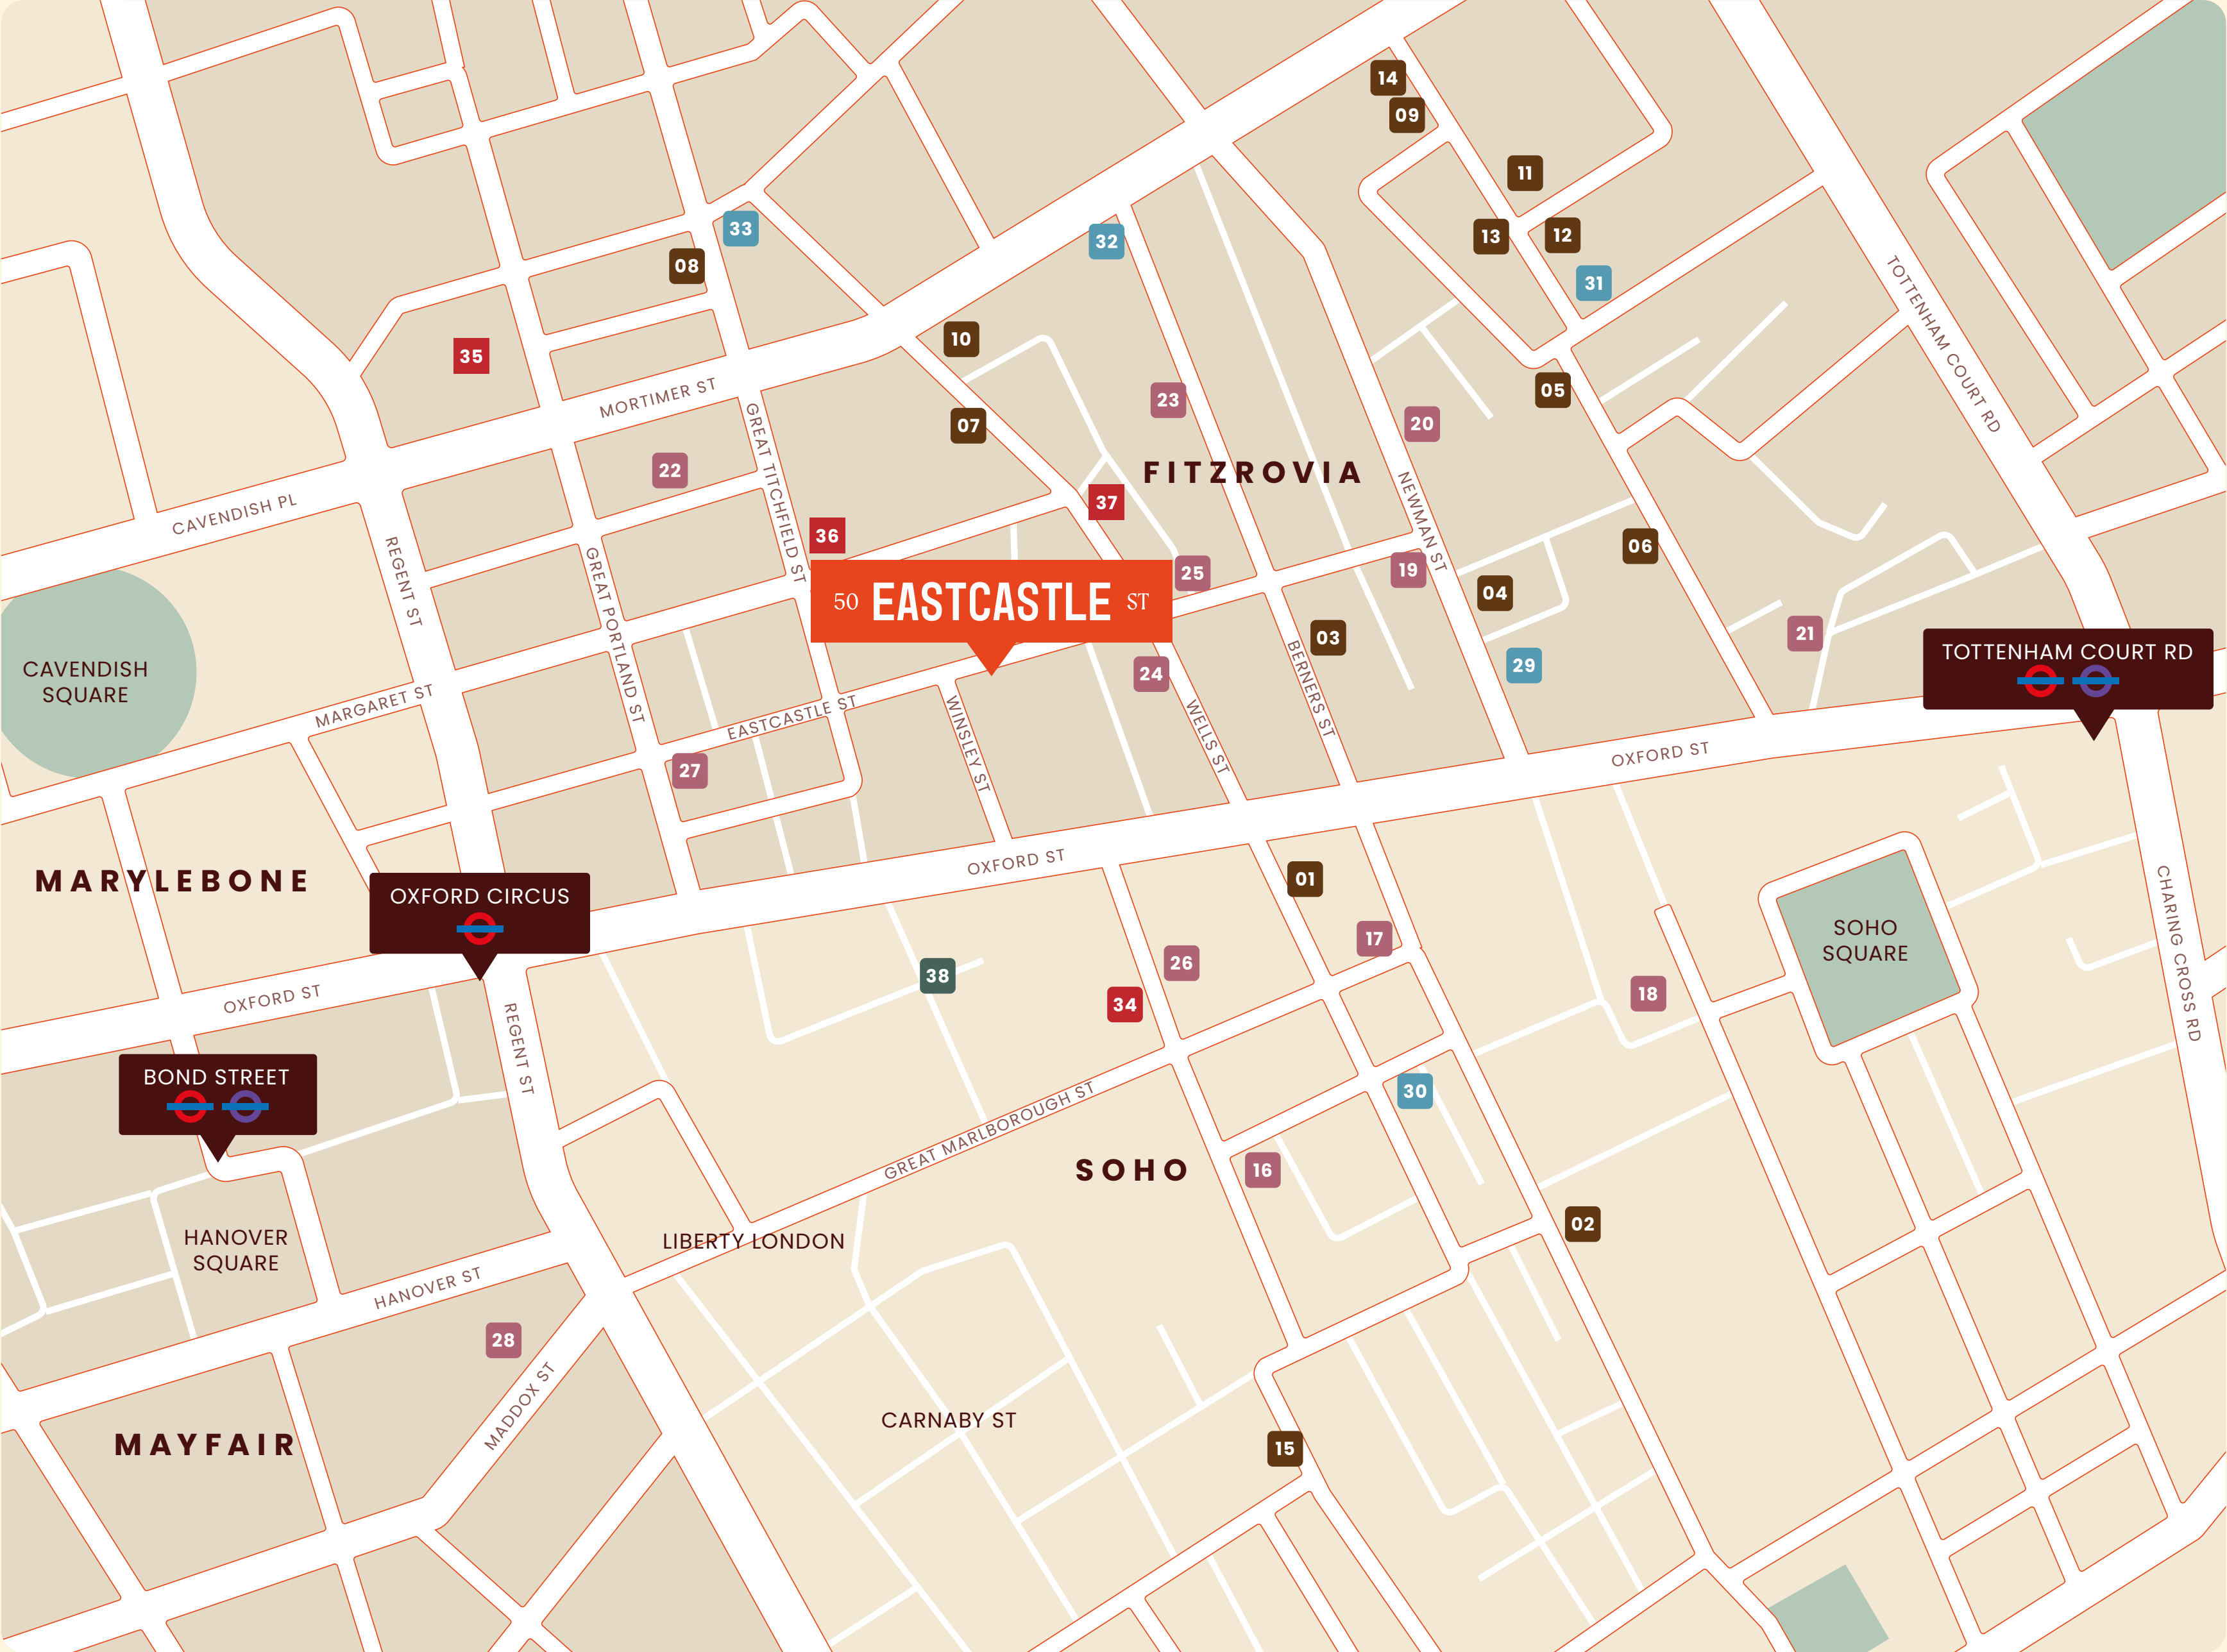 14
09
11
33
32
13
12
08
31
TOTTENHAM COURT RD
10
35
MORTIMER ST
05
23
GREAT TITCHFIELD ST
07
20
22
FITZROVIA
CAVENDISH PL
37
NEWMAN ST
REGENT ST
36
06
GREAT PORTLAND ST
25
19
04
50 EASTCASTLE ST
03
21
CAVENDISH
SQUARE
24
29
TOTTENHAM COURT RD
BERNERS ST
MARGARET ST
EASTCASTLE ST
WINSLEY ST
WELLS ST
OXFORD ST
27
OXFORD ST
MARYLEBONE
01
OXFORD CIRCUS
SOHO
SQUARE
CHARING CROSS RD
17
26
38
18
OXFORD ST
34
REGENT ST
BOND STREET
30
GREAT MARLBOROUGH ST
SOHO
16
02
HANOVER
SQUARE
LIBERTY LONDON
HANOVER ST
28
MADDOX ST
CARNABY ST
MAYFAIR
15